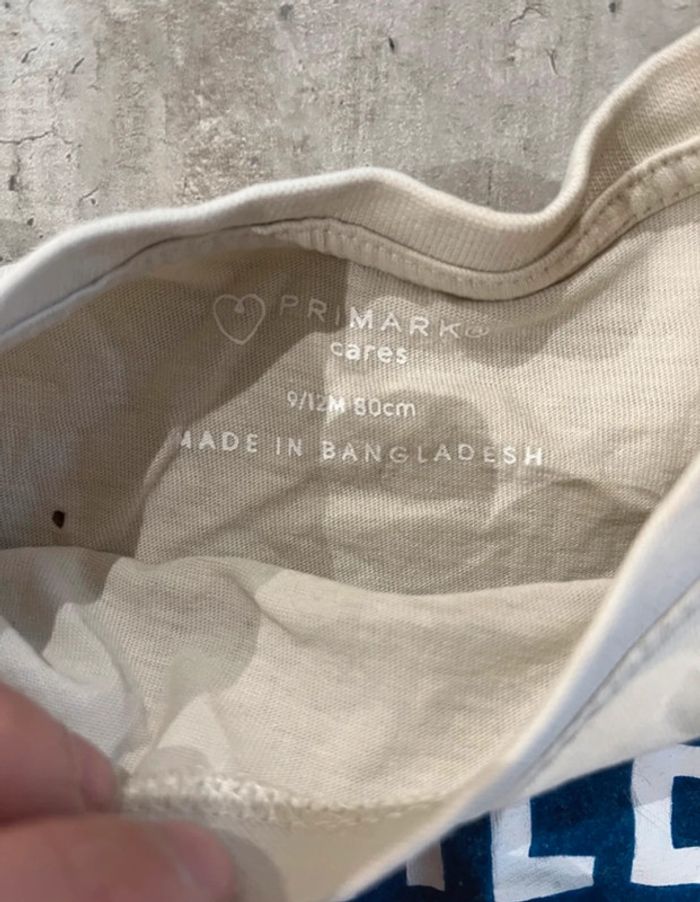 PRIMARK®
cares
9/12M 80cm
MADE IN BANGLADESH